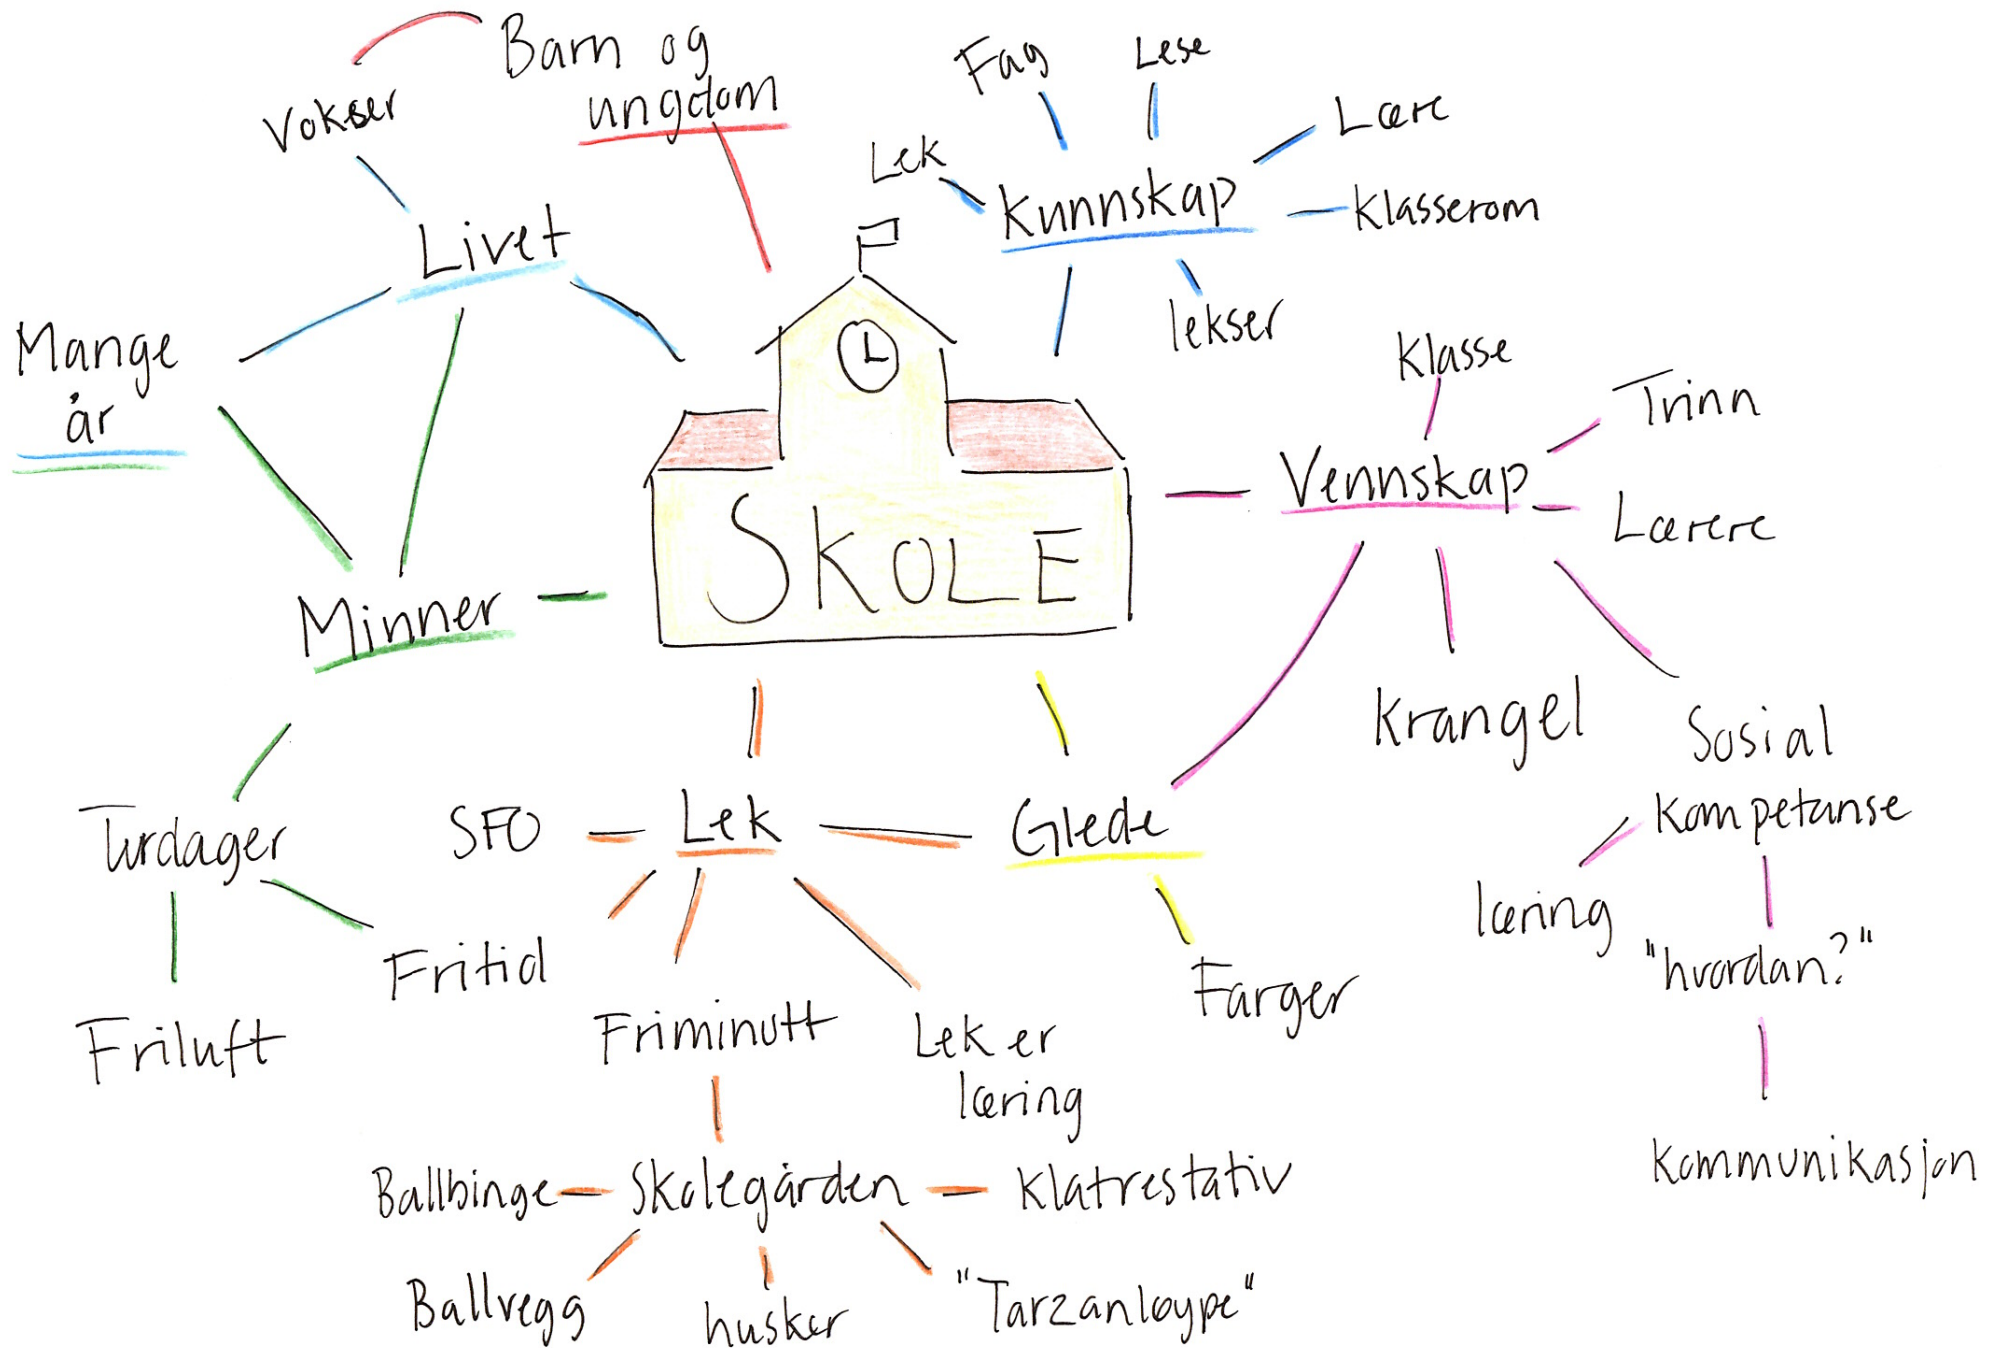 Barn og
ungdom
Vokser
Livet
Mange
år
Minner
Turdager
Friluft
Fritid
Fag
Lese
Lære
Lek
Kunnskap
Klasserom
lekser
SKOLE
Klasse
Trinn
Vennskap
Lærere
Krangel
Sosial
Kompetanse
læring
"hvordan?"
Kommunikasjon
SFO
Lek
Glede
Farger
Friminutt
Lek er
læring
Ballbinge
Skolegården
Klatrestativ
Ballvegg
husker
"Tarzanløype"